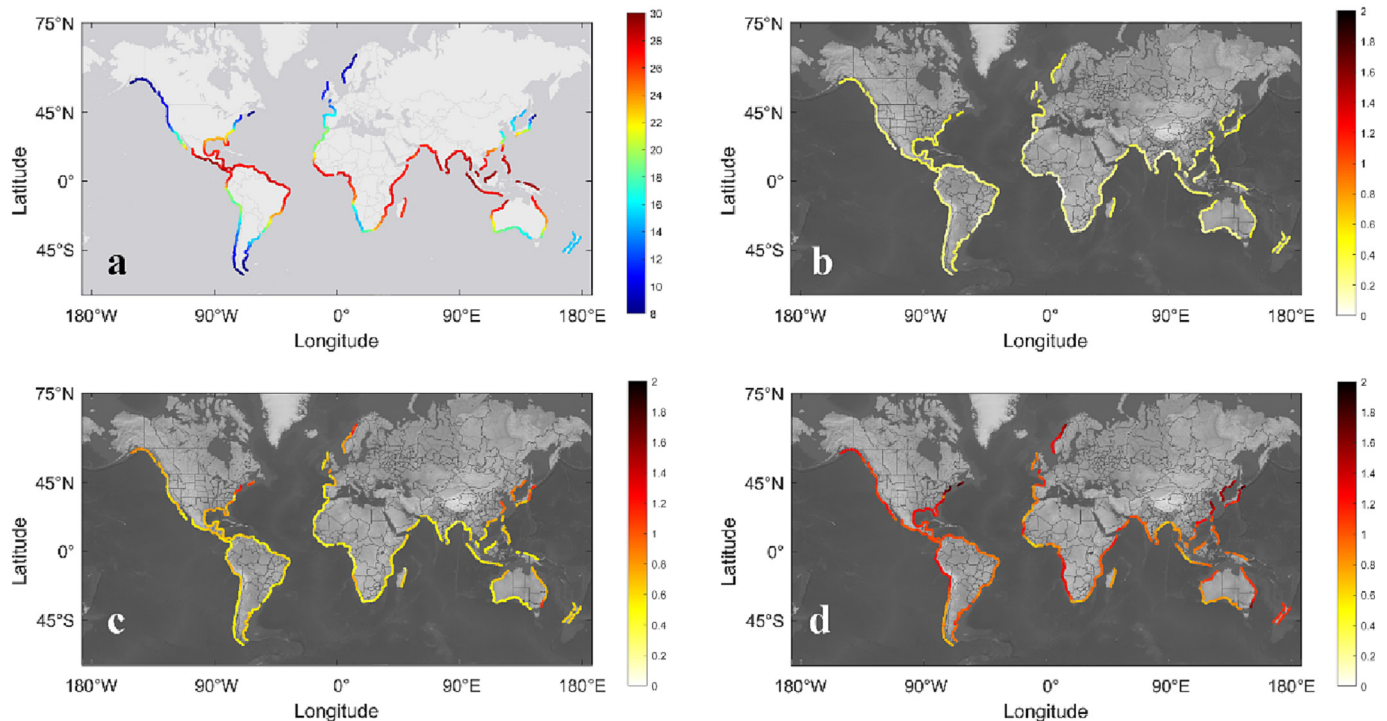 75°N
45°N
0°
45°S
Latitude
a
180°W
90°W
0°
90°E
180°E
Longitude
30
28
26
24
22
20
18
16
14
12
10
8
75°N
45°N
0°
45°S
Latitude
b
180°W
90°W
0°
90°E
180°E
Longitude
2
1.8
1.6
1.4
1.2
1
0.8
0.6
0.4
0.2
0
75°N
45°N
0°
45°S
Latitude
c
180°W
90°W
0°
90°E
180°E
Longitude
2
1.8
1.6
1.4
1.2
1
0.8
0.6
0.4
0.2
0
75°N
45°N
0°
45°S
Latitude
d
180°W
90°W
0°
90°E
180°E
Longitude
2
1.8
1.6
1.4
1.2
1
0.8
0.6
0.4
0.2
0